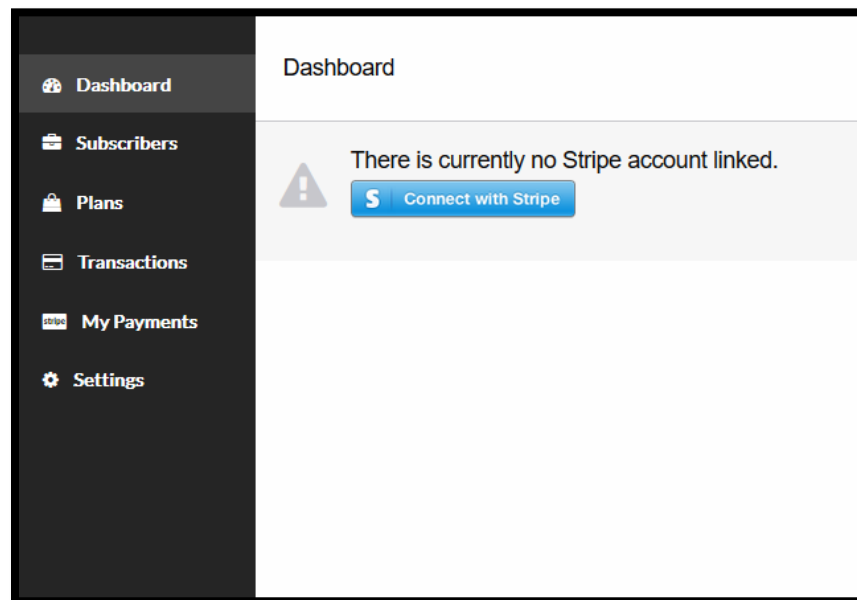 Dashboard
Subscribers
Plans
Transactions
stripe My Payments
Settings
Dashboard
There is currently no Stripe account linked.
S Connect with Stripe